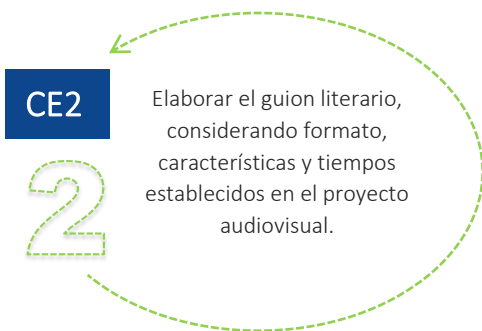 CE2
2
Elaborar el guion literario,
considerando formato,
características y tiempos
establecidos en el proyecto
audiovisual.